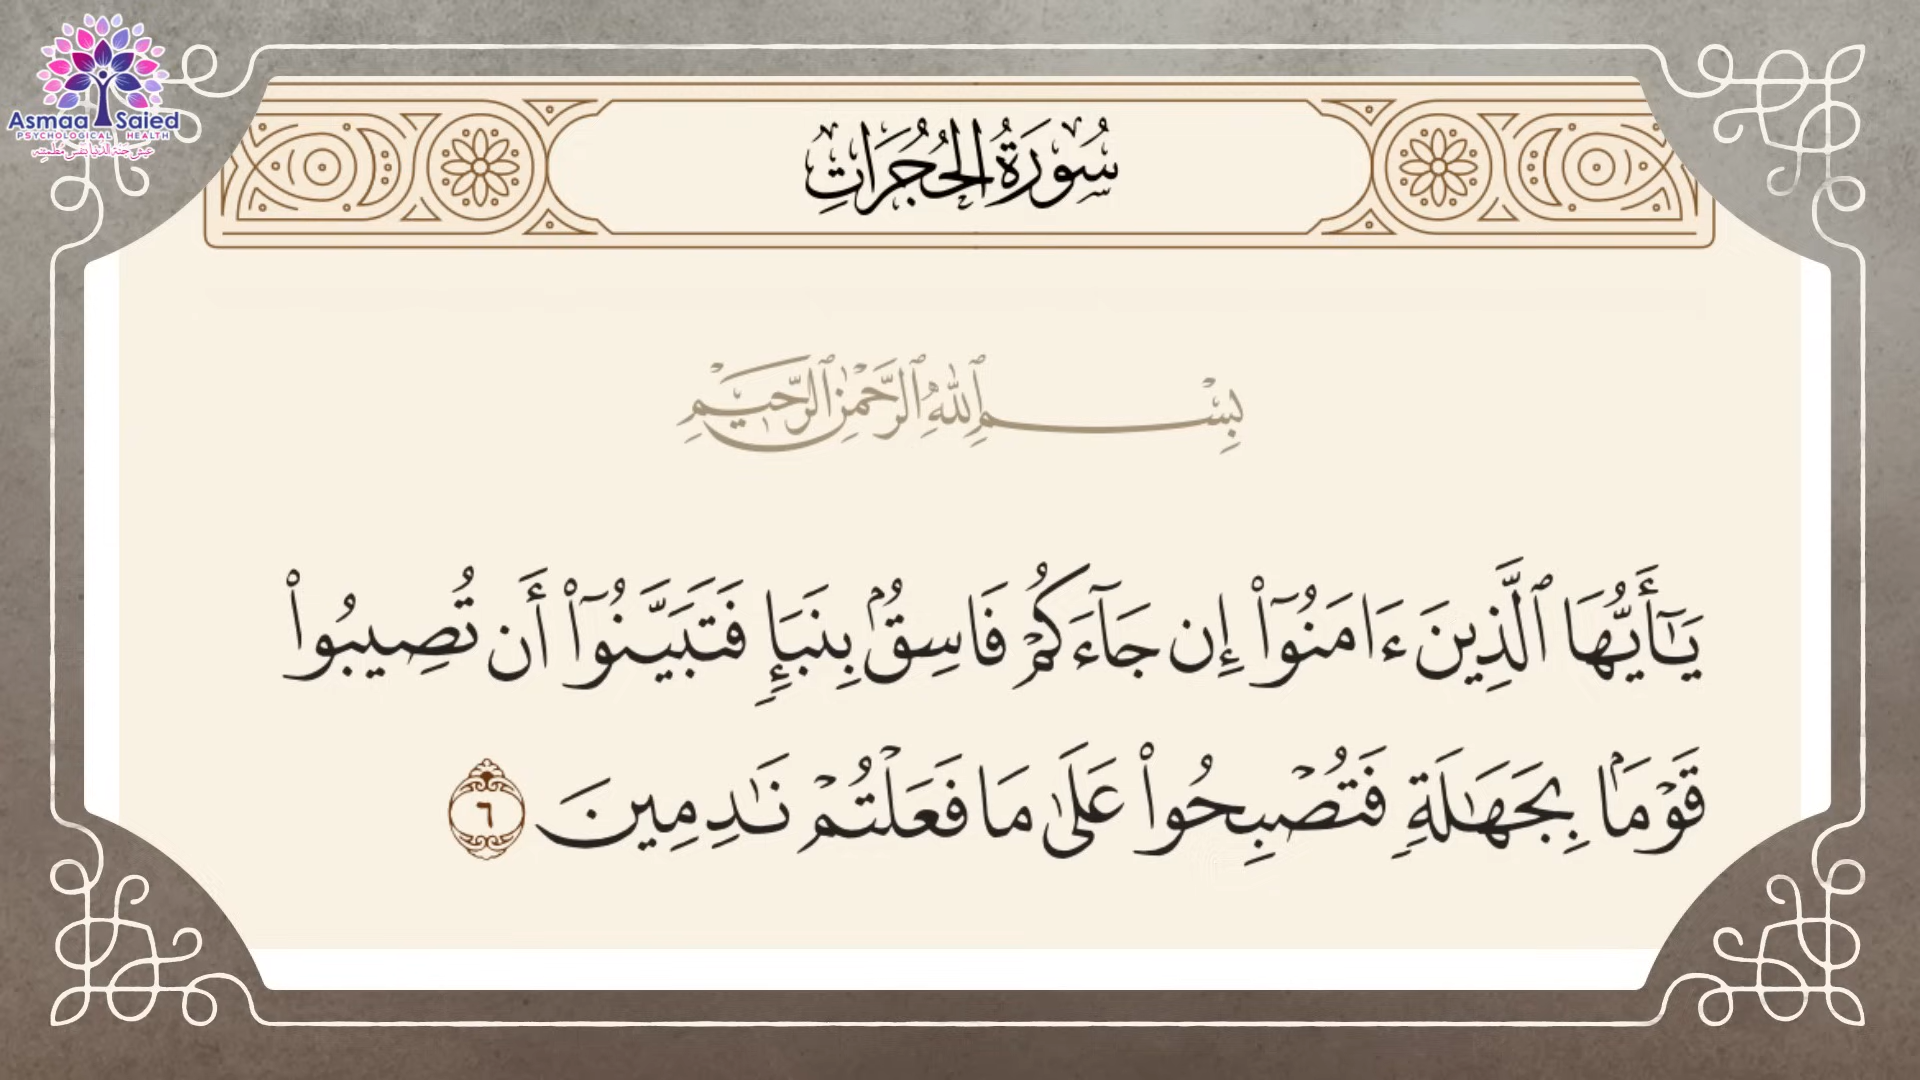 Asmaa Saied
PSYCHOLOGICAL HEALTH
سُورَةُ الحُجُرَاتِ
بِسْمِ ٱللَّهِ ٱلرَّحْمَٰنِ ٱلرَّحِيمِ
يَٰٓأَيُّهَا ٱلَّذِينَ ءَامَنُوٓا۟ إِن جَآءَكُمْ فَاسِقٌۢ بِنَبَإٍ فَتَبَيَّنُوٓا۟ أَن تُصِيبُوا۟
قَوْمًۢا بِجَهَٰلَةٍ فَتُصْبِحُوا۟ عَلَىٰ مَا فَعَلْتُمْ نَٰدِمِينَ ٦